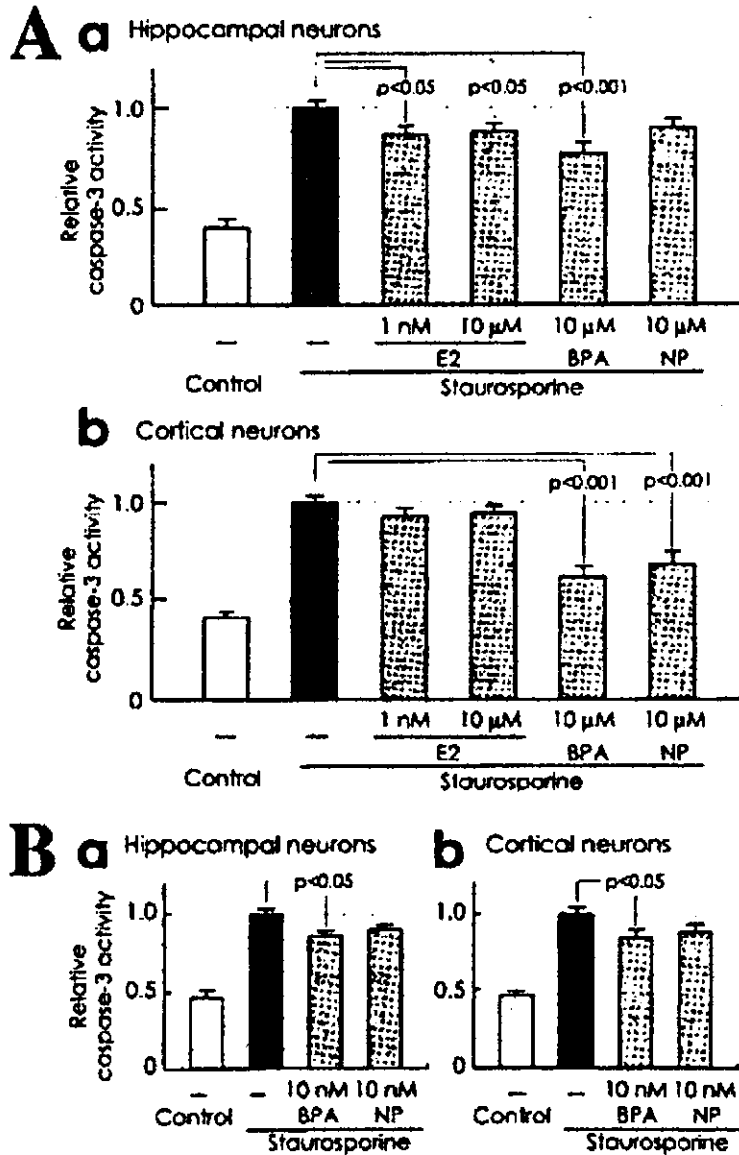 A a Hippocampal neurons
p<0.05 p<0.05 p<0.001
Relative caspase-3 activity
1.0
0.5
0
1 nM 10 μM 10 μM 10 μM
— —
E2 BPA NP
Control Staurosporine
b Cortical neurons
p<0.001 p<0.001
Relative caspase-3 activity
1.0
0.5
0
1 nM 10 μM 10 μM 10 μM
— —
E2 BPA NP
Control Staurosporine
B a Hippocampal neurons
p<0.05
Relative caspase-3 activity
1.0
0.5
0
— — 10 nM 10 nM
Control BPA NP
Staurosporine
b Cortical neurons
p<0.05
1.0
0.5
0
— — 10 nM 10 nM
Control BPA NP
Staurosporine